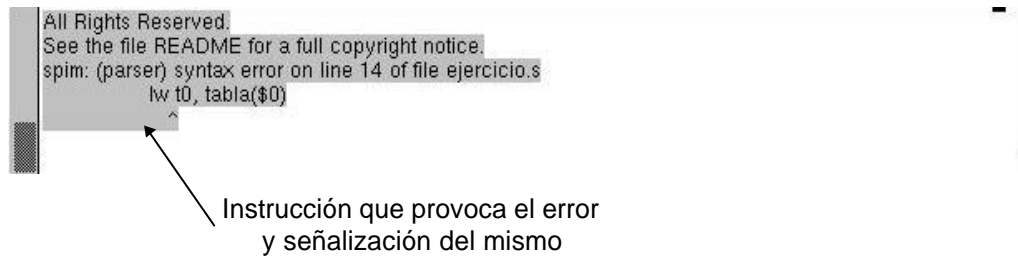 All Rights Reserved.
See the file README for a full copyright notice.
spim: (parser) syntax error on line 14 of file ejercicio.s
lw t0, tabla($0)
^
Instrucción que provoca el error
y señalización del mismo